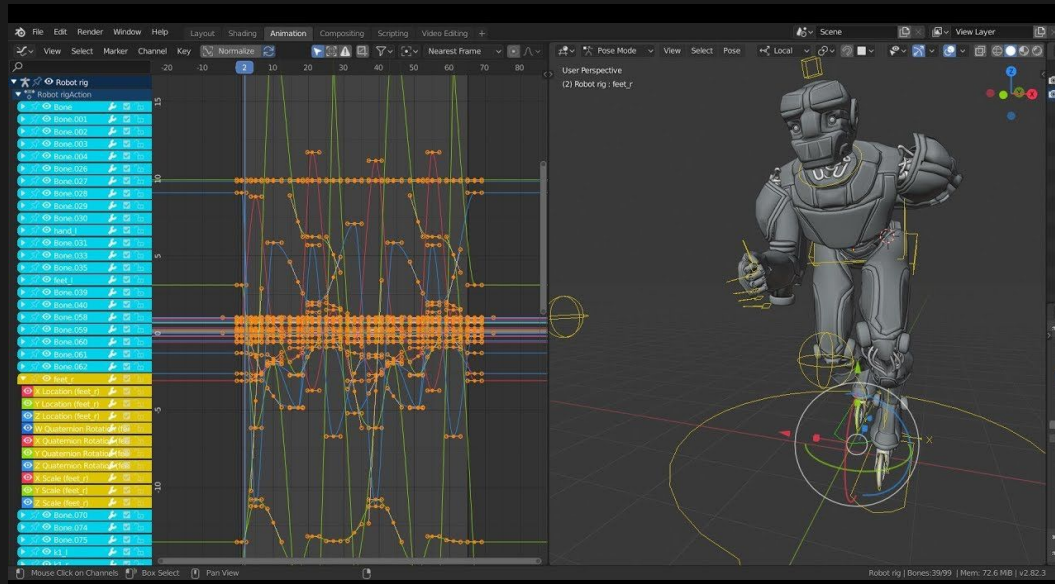 File Edit Render Window Help Layout Shading Animation Compositing Scripting Video Editing + Scene View Layer
View Select Marker Channel Key Normalize Nearest Frame Pose Mode View Select Pose Local
-20 -10 2 10 20 30 40 50 60 70 80
Robot rig
Robot rigAction
Bone
Bone.001
Bone.002
Bone.003
Bone.004
Bone.026
Bone.027
Bone.028
Bone.029
Bone.030
hand_l
Bone.031
Bone.033
Bone.035
feet_l
Bone.039
Bone.040
Bone.058
Bone.059
Bone.060
Bone.061
Bone.062
feet_r
X Location (feet_r)
Y Location (feet_r)
Z Location (feet_r)
W Quaternion Rotation
X Quaternion Rotation
Y Quaternion Rotation
Z Quaternion Rotation
X Scale (feet_r)
Y Scale (feet_r)
Z Scale (feet_r)
Bone.070
Bone.074
Bone.075
k1_l
15
10
5
0
-5
-10
User Perspective
(2) Robot rig : feet_r
Z
Y
X
X
Mouse Click on Channels Box Select Pan View
Robot rig | Bones:39/99 | Mem: 72.6 MiB | v2.82.3